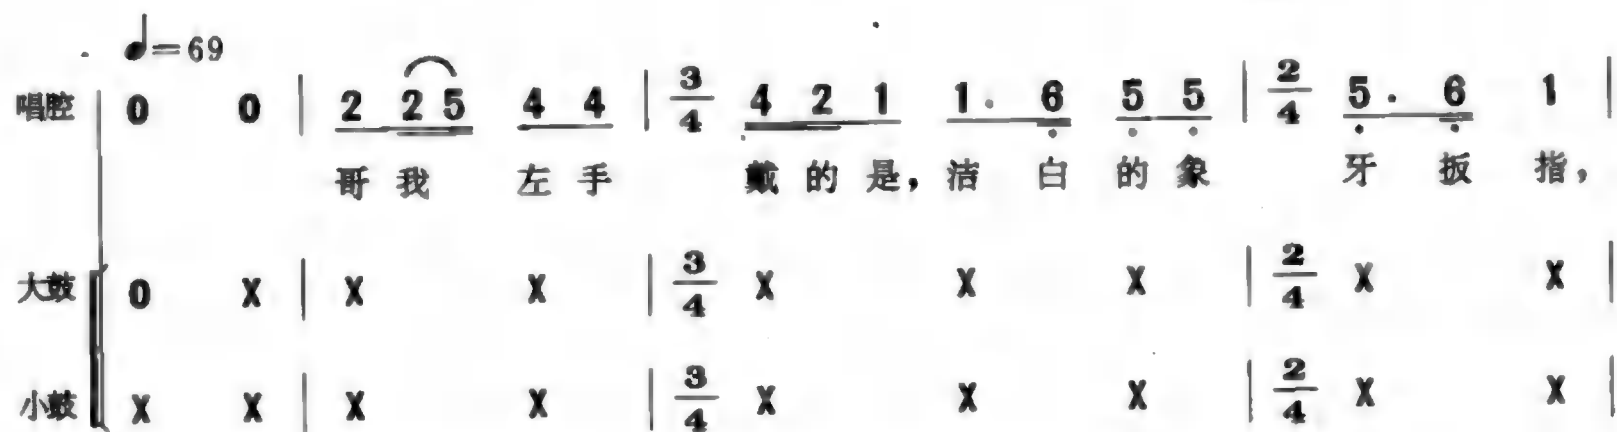 ♩=69
唱腔 0 0 | 2 2 5 4 4 | 3/4 4 2 1 1. 6 5 5 | 2/4 5. 6 1 |
哥 我 左 手 戴 的 是, 洁 白 的 象 牙 扳 指,
大鼓 0 X | X X | 3/4 X X X | 2/4 X X |
小鼓 X X | X X | 3/4 X X X | 2/4 X X |